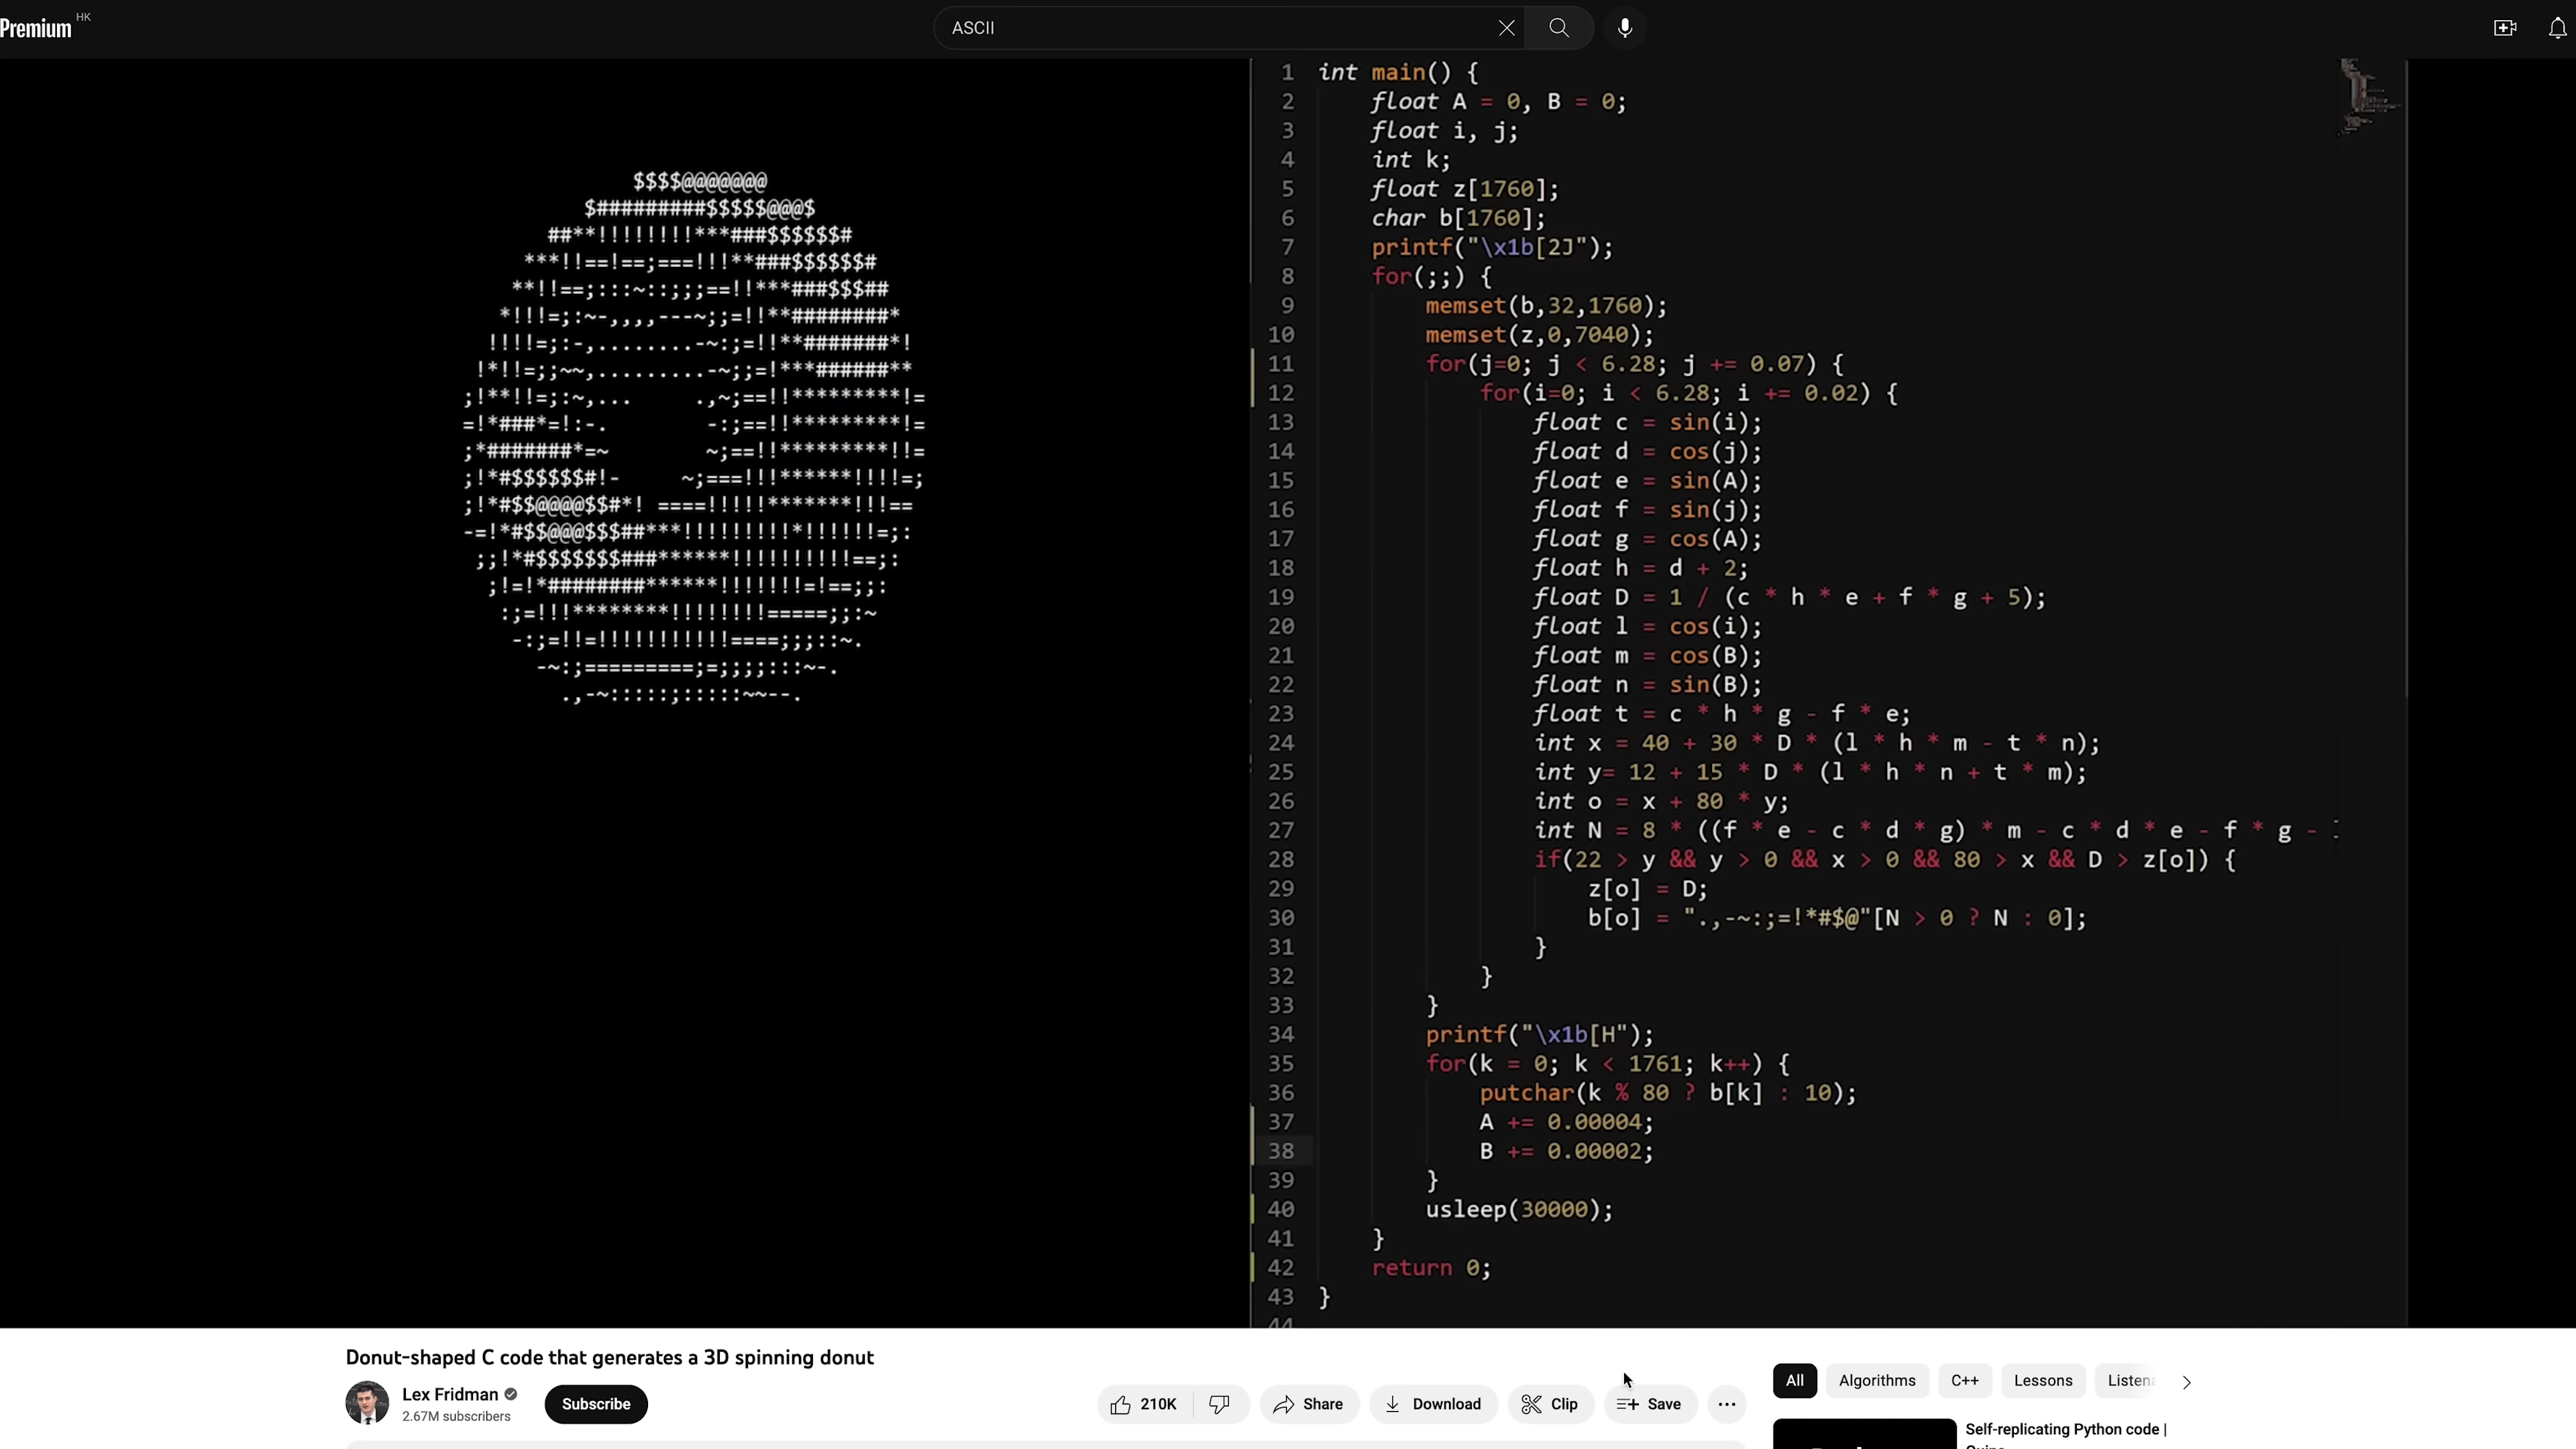 Premium HK
ASCII
$$$$@@@@@@@
$#########$$$$$@@@$
##**!!!!!!!!***###$$$$$$#
***!!==!==;===!!!**###$$$$$$#
**!!==;:::~::;;;==!!***###$$$##
*!!!=;:~-,,,,---~;;=!!**########*
!!!!=;:-,........-~:;=!!**#######*!
!*!!=;;~~,.........-~;;=!***######**
;!**!!=;:~,... .,~;==!!*********!=
=!*###*=!:-. -:;==!!*********!=
;*#######*=~ ~;==!!*********!!=
;!*#$$$$$$#!- ~;===!!!******!!!!=;
;!*#$$@@@@$$#*! ====!!!!!*******!!!==
-=!*#$$@@@$$$##***!!!!!!!!!*!!!!!!=;:
;;!*#$$$$$$$###******!!!!!!!!!!==;:
;!=!*########******!!!!!!!=!==;;:
:;=!!!********!!!!!!!!=====;;:~
-:;=!!=!!!!!!!!!!!====;;;::~.
-~:;=========;=;;;;:::~-.
.,-~:::::;:::::~~--.
1 int main() {
2 float A = 0, B = 0;
3 float i, j;
4 int k;
5 float z[1760];
6 char b[1760];
7 printf("\x1b[2J");
8 for(;;) {
9 memset(b,32,1760);
10 memset(z,0,7040);
11 for(j=0; j < 6.28; j += 0.07) {
12 for(i=0; i < 6.28; i += 0.02) {
13 float c = sin(i);
14 float d = cos(j);
15 float e = sin(A);
16 float f = sin(j);
17 float g = cos(A);
18 float h = d + 2;
19 float D = 1 / (c * h * e + f * g + 5);
20 float l = cos(i);
21 float m = cos(B);
22 float n = sin(B);
23 float t = c * h * g - f * e;
24 int x = 40 + 30 * D * (l * h * m - t * n);
25 int y= 12 + 15 * D * (l * h * n + t * m);
26 int o = x + 80 * y;
27 int N = 8 * ((f * e - c * d * g) * m - c * d * e - f * g -
28 if(22 > y && y > 0 && x > 0 && 80 > x && D > z[o]) {
29 z[o] = D;
30 b[o] = ".,-~:;=!*#$@"[N > 0 ? N : 0];
31 }
32 }
33 }
34 printf("\x1b[H");
35 for(k = 0; k < 1761; k++) {
36 putchar(k % 80 ? b[k] : 10);
37 A += 0.00004;
38 B += 0.00002;
39 }
40 usleep(30000);
41 }
42 return 0;
43 }
44
Donut-shaped C code that generates a 3D spinning donut
Lex Fridman
2.67M subscribers
Subscribe
210K
Share
Download
Clip
Save
All
Algorithms
C++
Lessons
Listen
Self-replicating Python code |